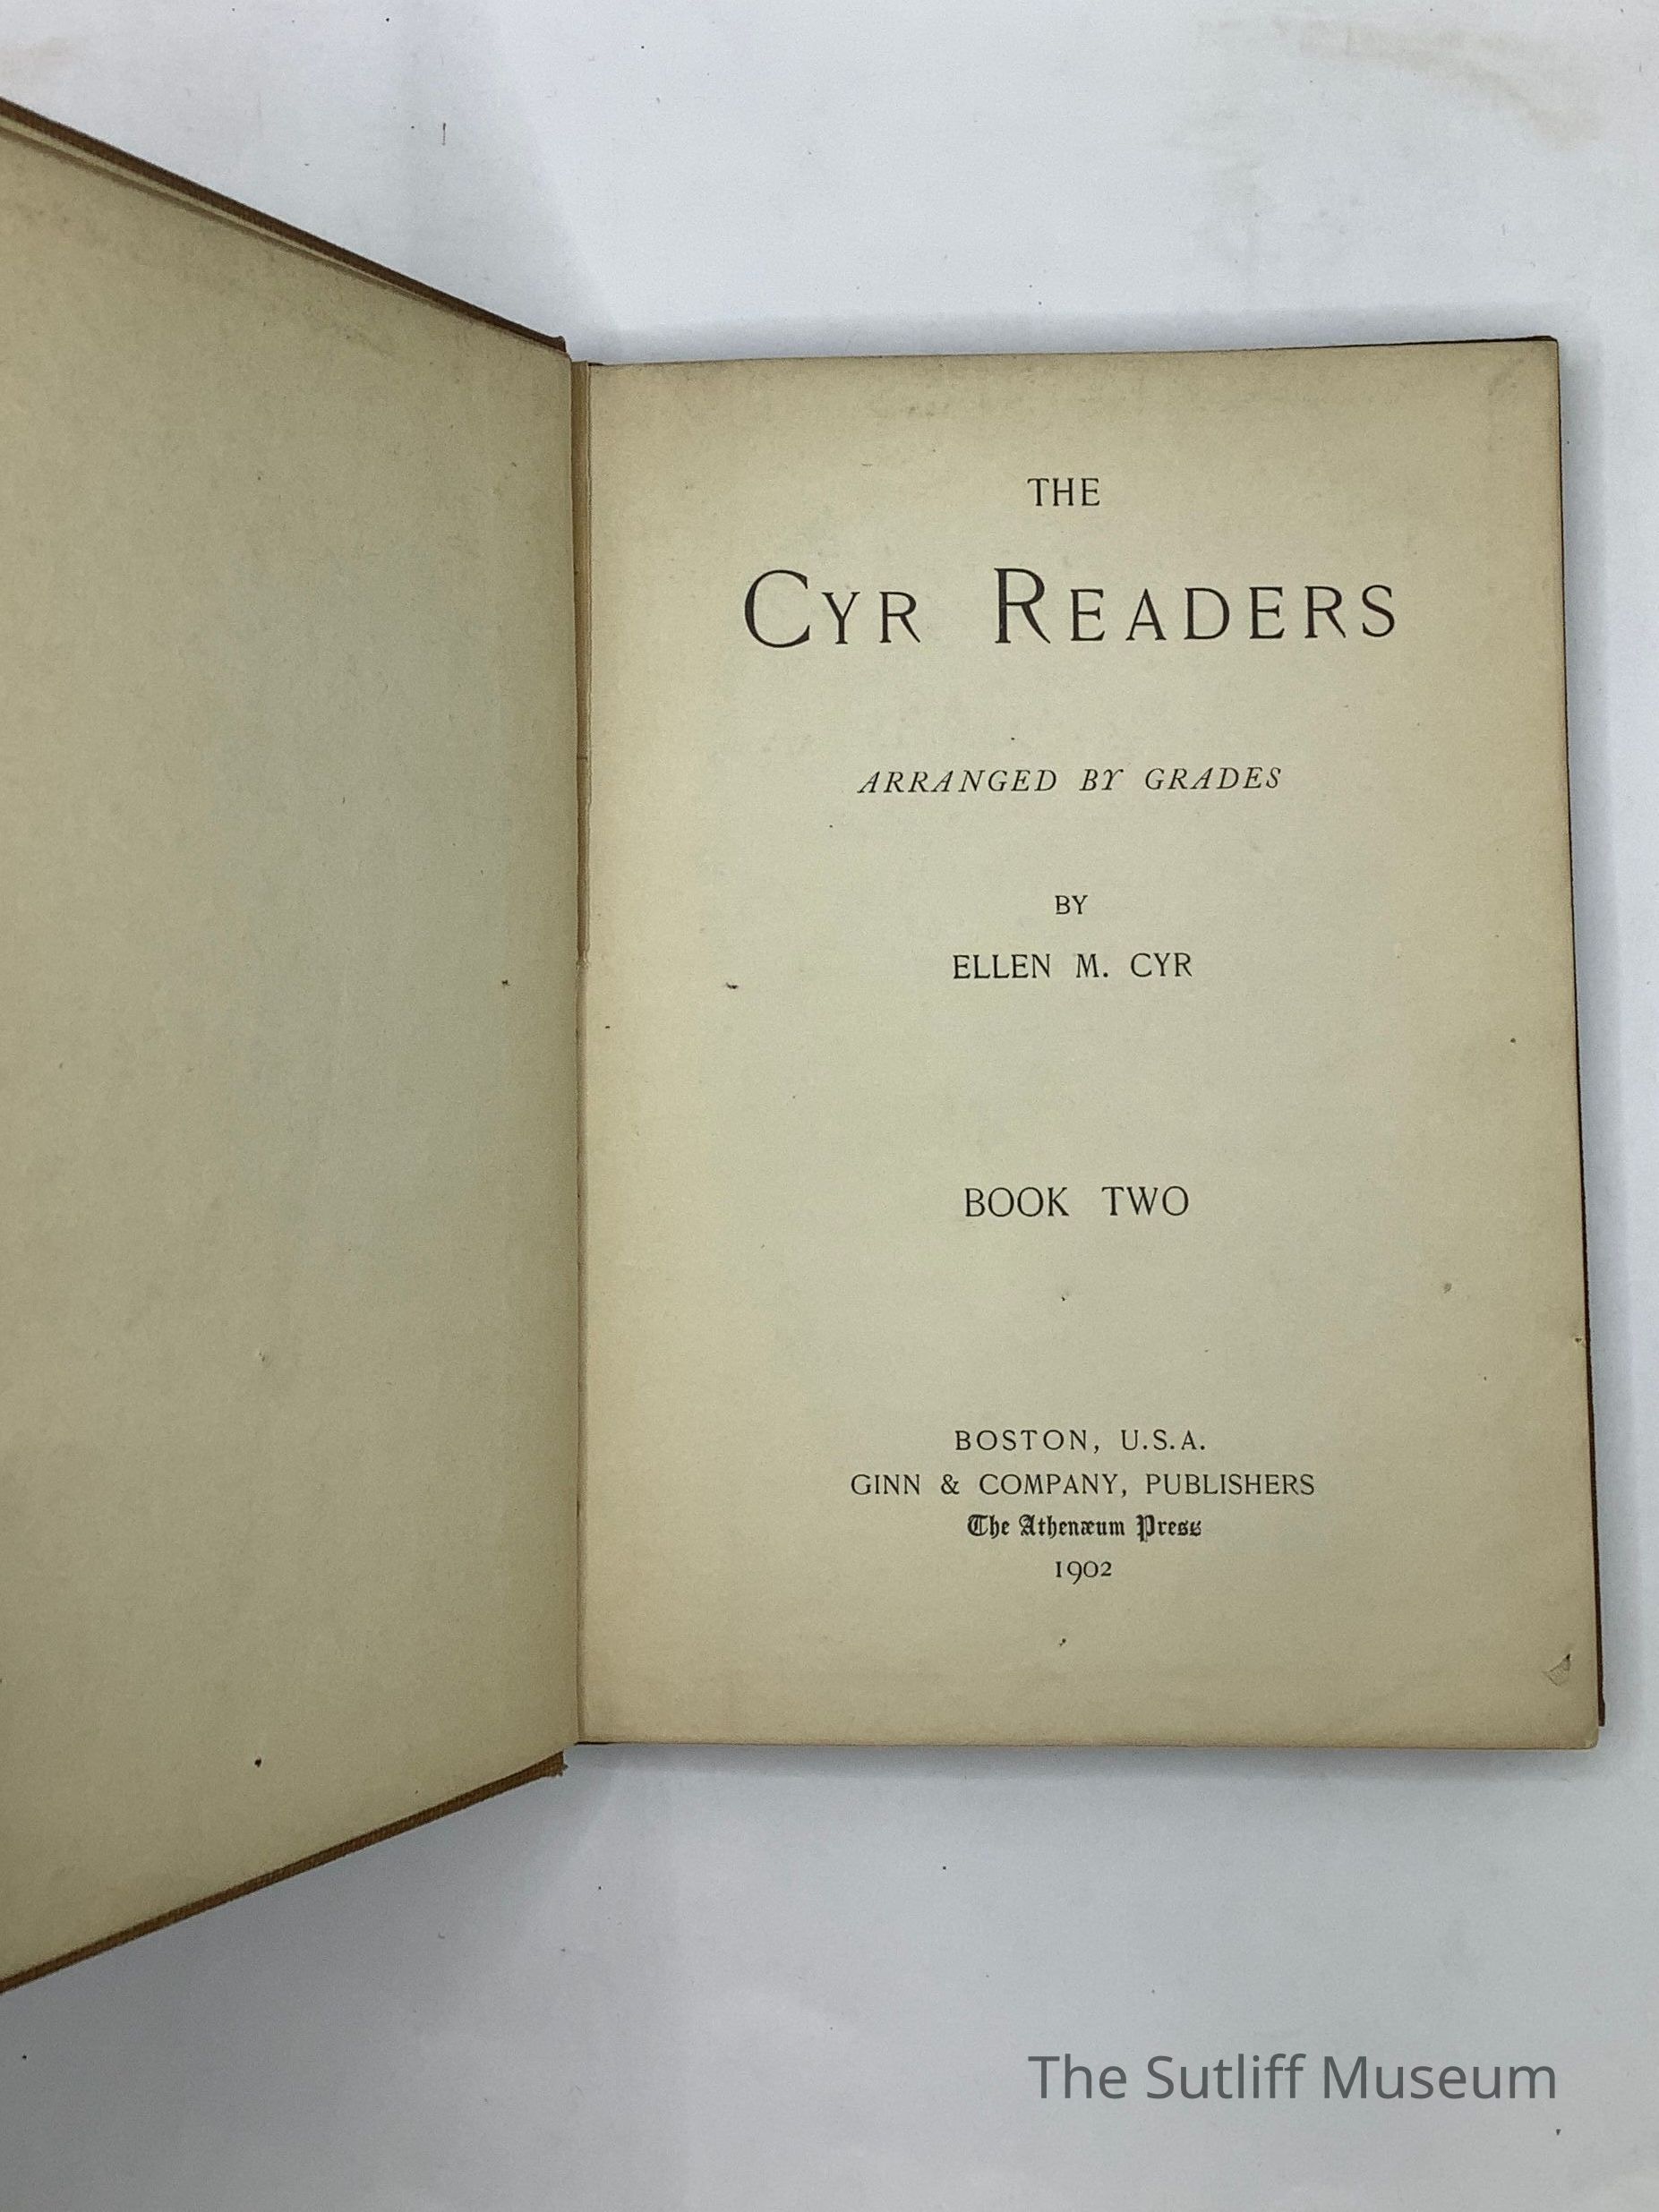 THE
CYR READERS
ARRANGED BY GRADES
BY
ELLEN M. CYR
BOOK TWO
BOSTON, U.S.A.
GINN & COMPANY, PUBLISHERS
The Athenæum Press
1902
The Sutliff Museum